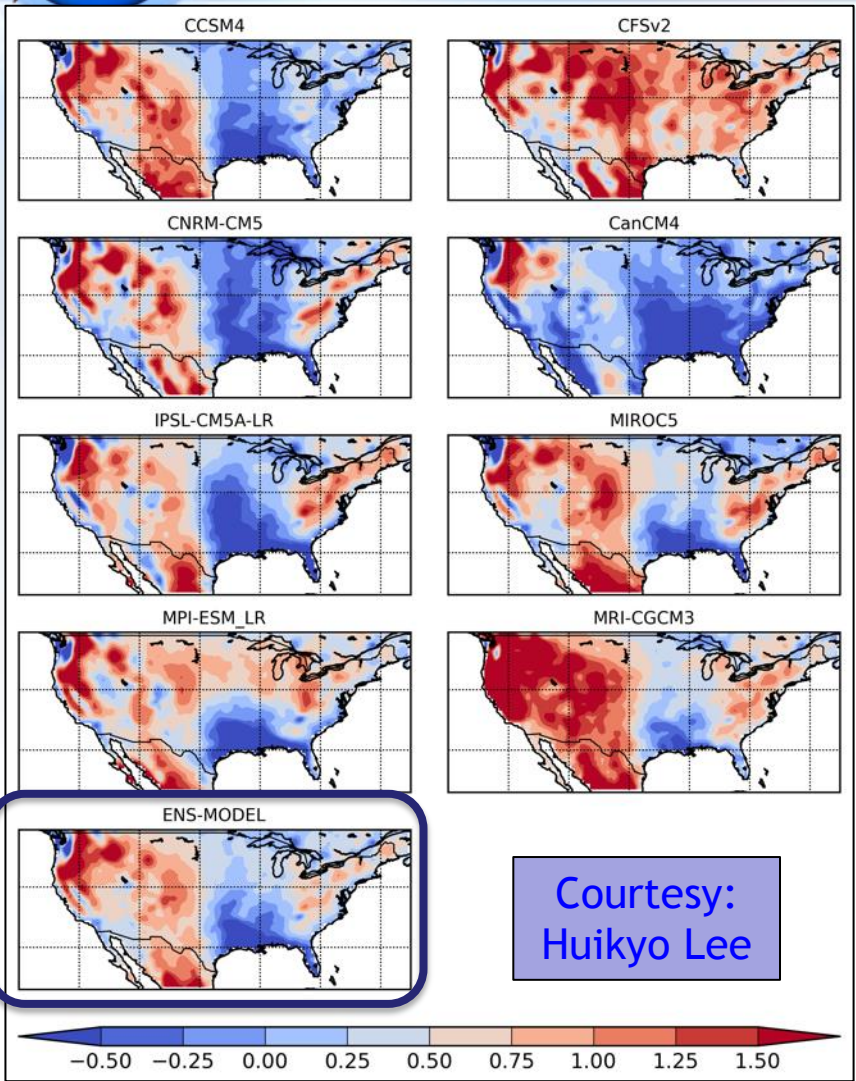 CCSM4
CFSv2
CNRM-CM5
CanCM4
IPSL-CM5A-LR
MIROC5
MPI-ESM_LR
MRI-CGCM3
ENS-MODEL
Courtesy:
Huikyo Lee
−0.50 −0.25 0.00 0.25 0.50 0.75 1.00 1.25 1.50